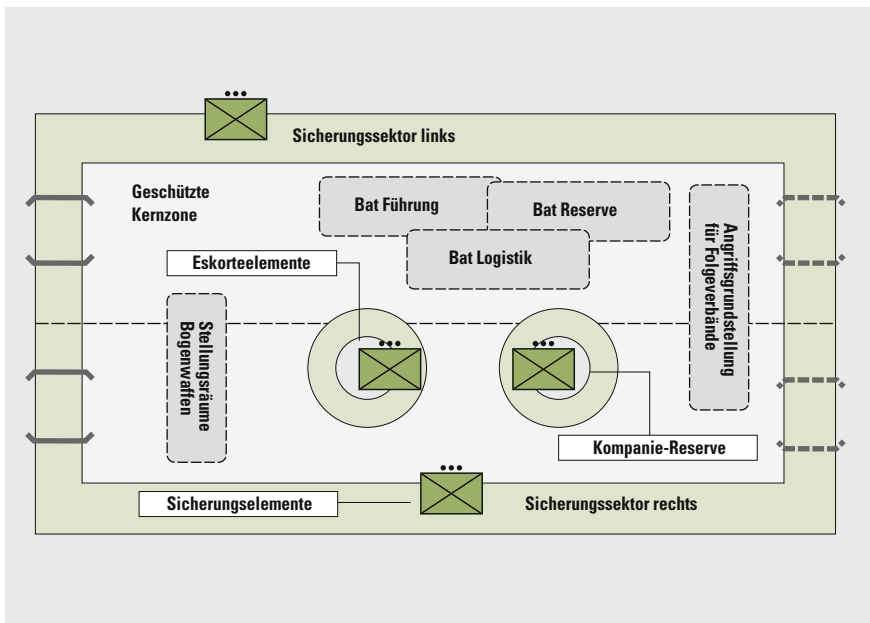 Sicherungssektor links
Geschützte
Kernzone
Bat Führung
Bat Reserve
Bat Logistik
Angriffsgrundstellung
für Folgeverbände
Eskorteelemente
Stellungsräume
Bogenwaffen
Kompanie-Reserve
Sicherungselemente
Sicherungssektor rechts